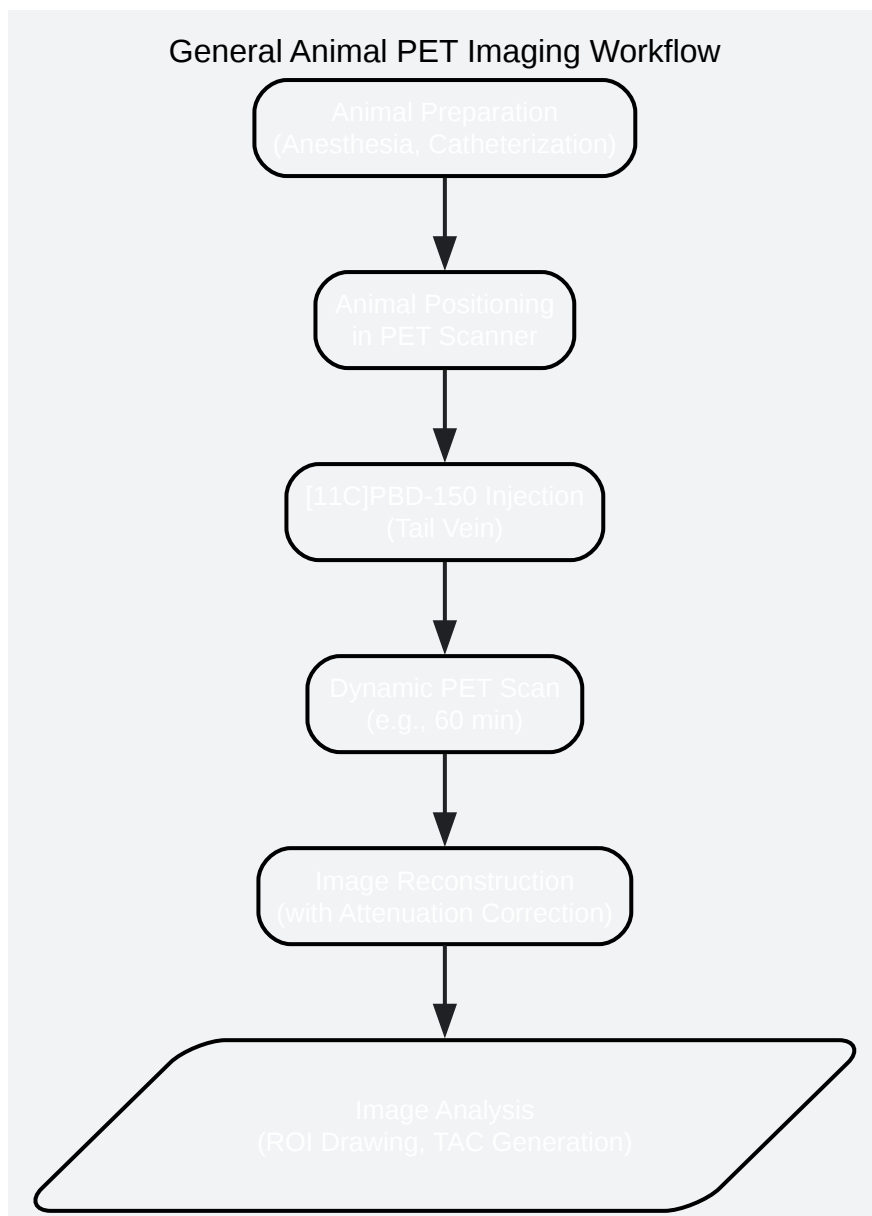 General Animal PET Imaging Workflow
Animal Preparation
(Anesthesia, Catheterization)
Animal Positioning
in PET Scanner
[11C]PBD-150 Injection
(Tail Vein)
Dynamic PET Scan
(e.g., 60 min)
Image Reconstruction
(with Attenuation Correction)
Image Analysis
(ROI Drawing, TAC Generation)